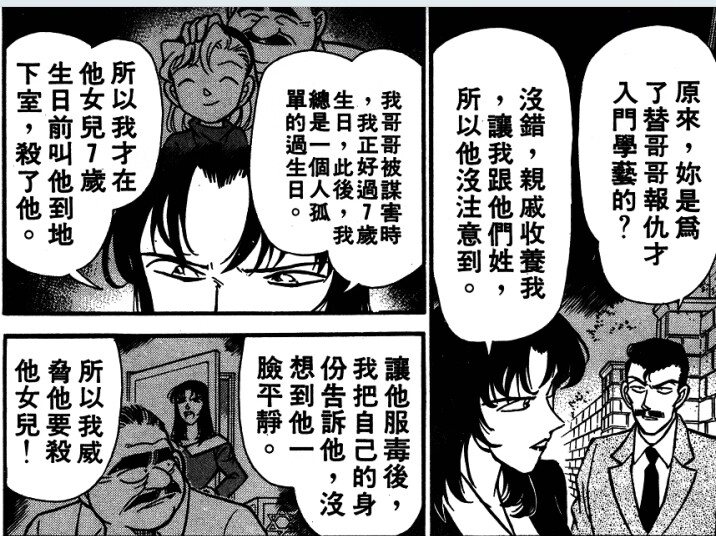 原來，妳是為
了替哥哥報仇才
入門學藝的？
沒錯，親戚收養我
，讓我跟他們姓，
所以他沒注意到。
我哥哥被謀害時
，我正好過7歲
生日，此後，我
總是一個人孤
單的過生日。
所以我才在
他女兒7歲
生日前叫他到地
下室，殺了他。
讓他服毒後，
我把自己的身
份告訴他，沒
想到他一
臉平靜。
所以我威
脅他要殺
他女兒！